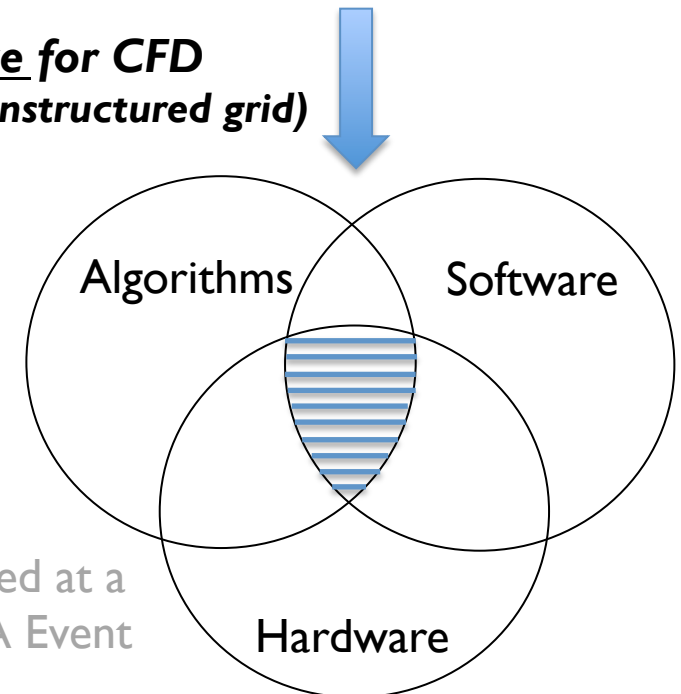 e for CFD
nstructured grid)
Algorithms
Software
ed at a
A Event
Hardware